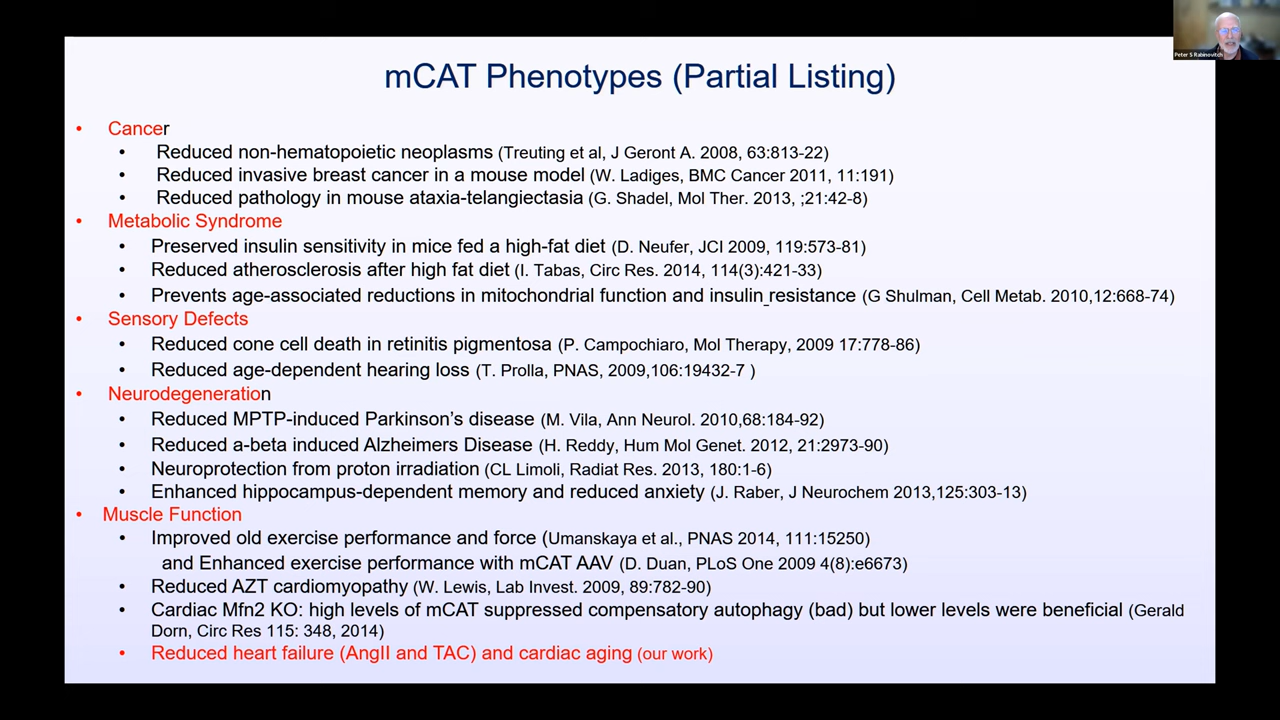 Peter S Rabinovitch
mCAT Phenotypes (Partial Listing)
• Cancer
• Reduced non-hematopoietic neoplasms (Treuting et al, J Geront A. 2008, 63:813-22)
• Reduced invasive breast cancer in a mouse model (W. Ladiges, BMC Cancer 2011, 11:191)
• Reduced pathology in mouse ataxia-telangiectasia (G. Shadel, Mol Ther. 2013, ;21:42-8)
• Metabolic Syndrome
• Preserved insulin sensitivity in mice fed a high-fat diet (D. Neufer, JCI 2009, 119:573-81)
• Reduced atherosclerosis after high fat diet (I. Tabas, Circ Res. 2014, 114(3):421-33)
• Prevents age-associated reductions in mitochondrial function and insulin_resistance (G Shulman, Cell Metab. 2010,12:668-74)
• Sensory Defects
• Reduced cone cell death in retinitis pigmentosa (P. Campochiaro, Mol Therapy, 2009 17:778-86)
• Reduced age-dependent hearing loss (T. Prolla, PNAS, 2009,106:19432-7 )
• Neurodegeneration
• Reduced MPTP-induced Parkinson's disease (M. Vila, Ann Neurol. 2010,68:184-92)
• Reduced a-beta induced Alzheimers Disease (H. Reddy, Hum Mol Genet. 2012, 21:2973-90)
• Neuroprotection from proton irradiation (CL Limoli, Radiat Res. 2013, 180:1-6)
• Enhanced hippocampus-dependent memory and reduced anxiety (J. Raber, J Neurochem 2013,125:303-13)
• Muscle Function
• Improved old exercise performance and force (Umanskaya et al., PNAS 2014, 111:15250)
and Enhanced exercise performance with mCAT AAV (D. Duan, PLoS One 2009 4(8):e6673)
• Reduced AZT cardiomyopathy (W. Lewis, Lab Invest. 2009, 89:782-90)
• Cardiac Mfn2 KO: high levels of mCAT suppressed compensatory autophagy (bad) but lower levels were beneficial (Gerald
Dorn, Circ Res 115: 348, 2014)
• Reduced heart failure (AngII and TAC) and cardiac aging (our work)